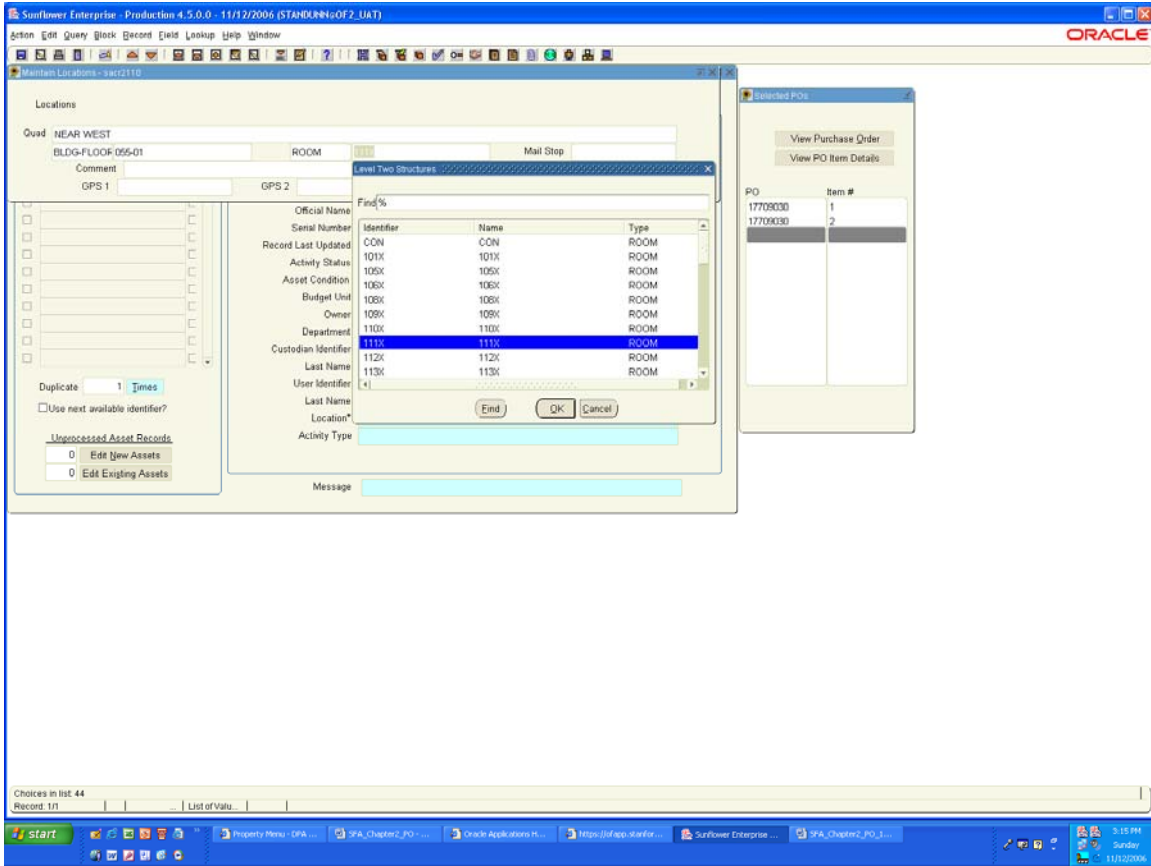 Sunflower Enterprise - Production 4.5.0.0 - 11/12/2006 (STANDUNN@OF2_UAT)
Action Edit Query Block Record Field Lookup Help Window
ORACLE
Maintain Locations - sacr2110
Selected POs
Locations
Quad NEAR WEST
View Purchase Order
BLDG-FLOOR 055-01 ROOM Mail Stop
View PO Item Details
Comment
Level Two Structures
GPS 1 GPS 2
PO Item #
Find %
17709030 1
17709030 2
Identifier Name Type
CON CON ROOM
101X 101X ROOM
105X 105X ROOM
106X 106X ROOM
108X 108X ROOM
109X 109X ROOM
110X 110X ROOM
111X 111X ROOM
112X 112X ROOM
113X 113X ROOM
Find OK Cancel
Official Name
Serial Number
Record Last Updated
Activity Status
Asset Condition
Budget Unit
Owner
Department
Custodian Identifier
Last Name
User Identifier
Last Name
Location*
Activity Type
Message
Duplicate 1 Times
Use next available identifier?
Unprocessed Asset Records
0 Edit New Assets
0 Edit Existing Assets
Choices in list: 44
Record: 1/1 ... List of Valu...
start Property Menu - DPA ... SFA_Chapter2_PO - ... Oracle Applications H... https://ofapp.stanfor... Sunflower Enterprise ... SFA_Chapter2_PO_1... 3:15 PM
Sunday
11/12/2006